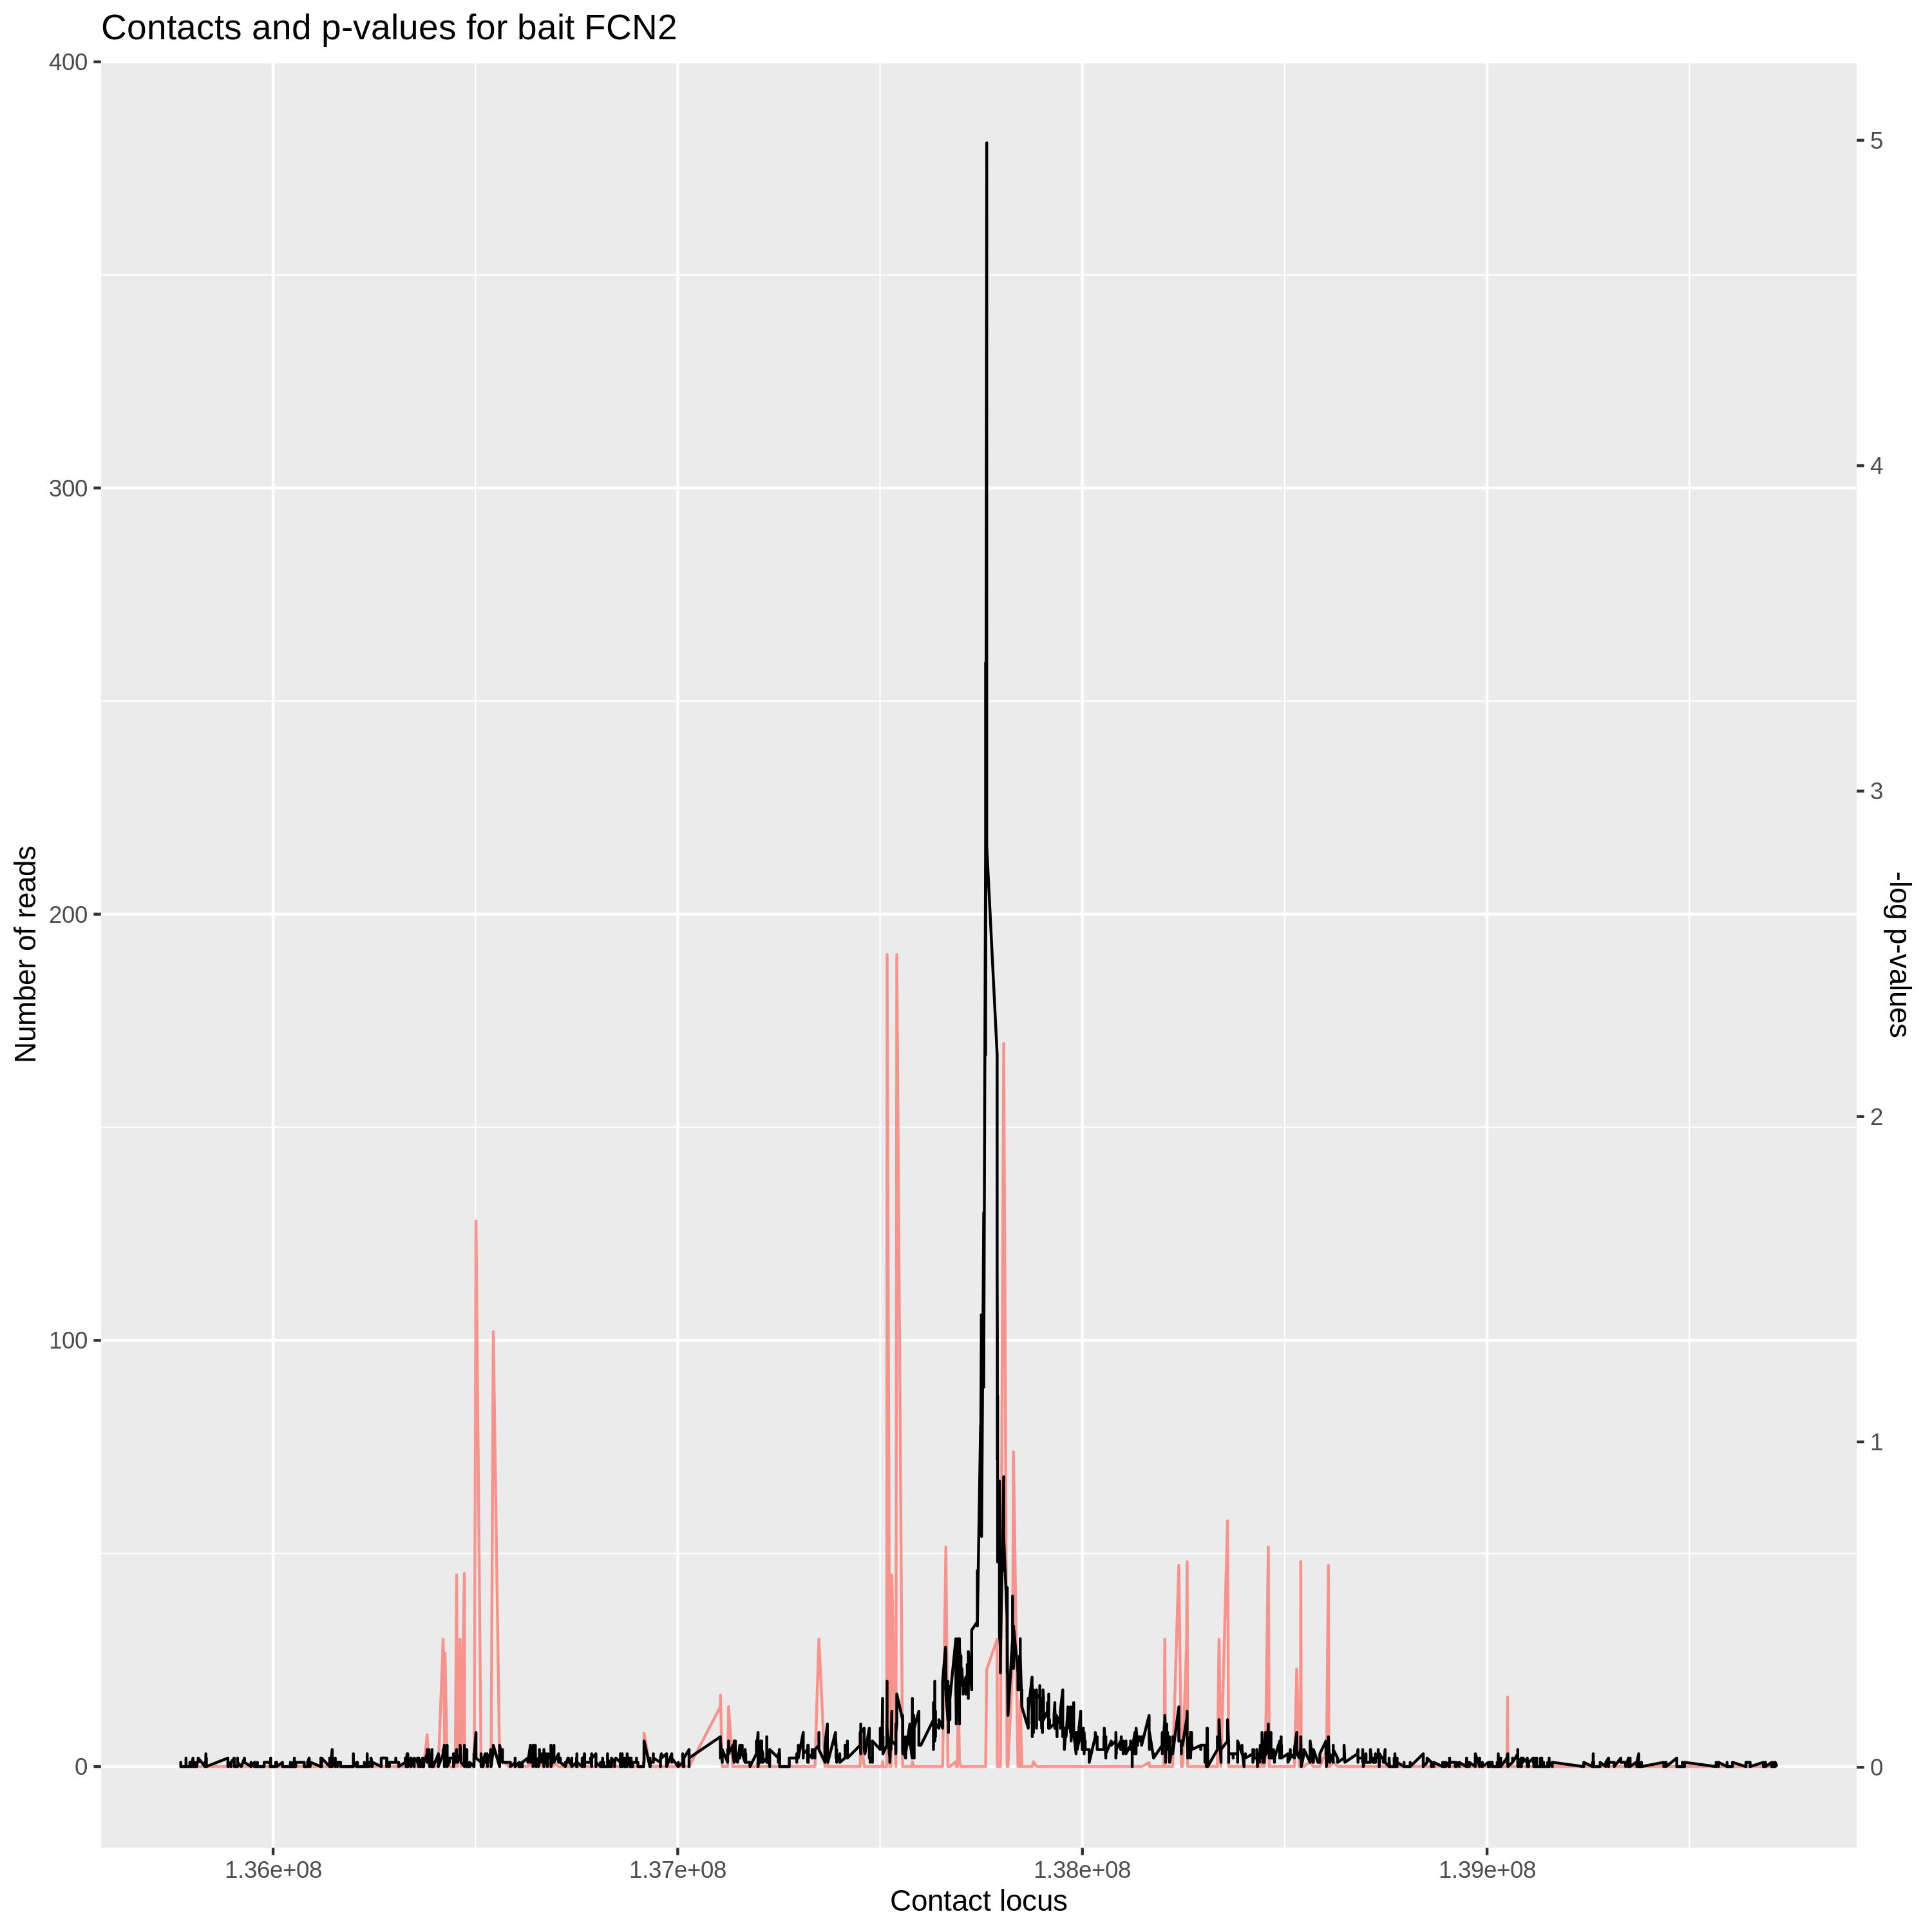 Contacts and p-values for bait FCN2
400
300
200
100
0
Number of reads
5
4
3
2
1
0
-log p-values
1.36e+08
1.37e+08
1.38e+08
1.39e+08
Contact locus